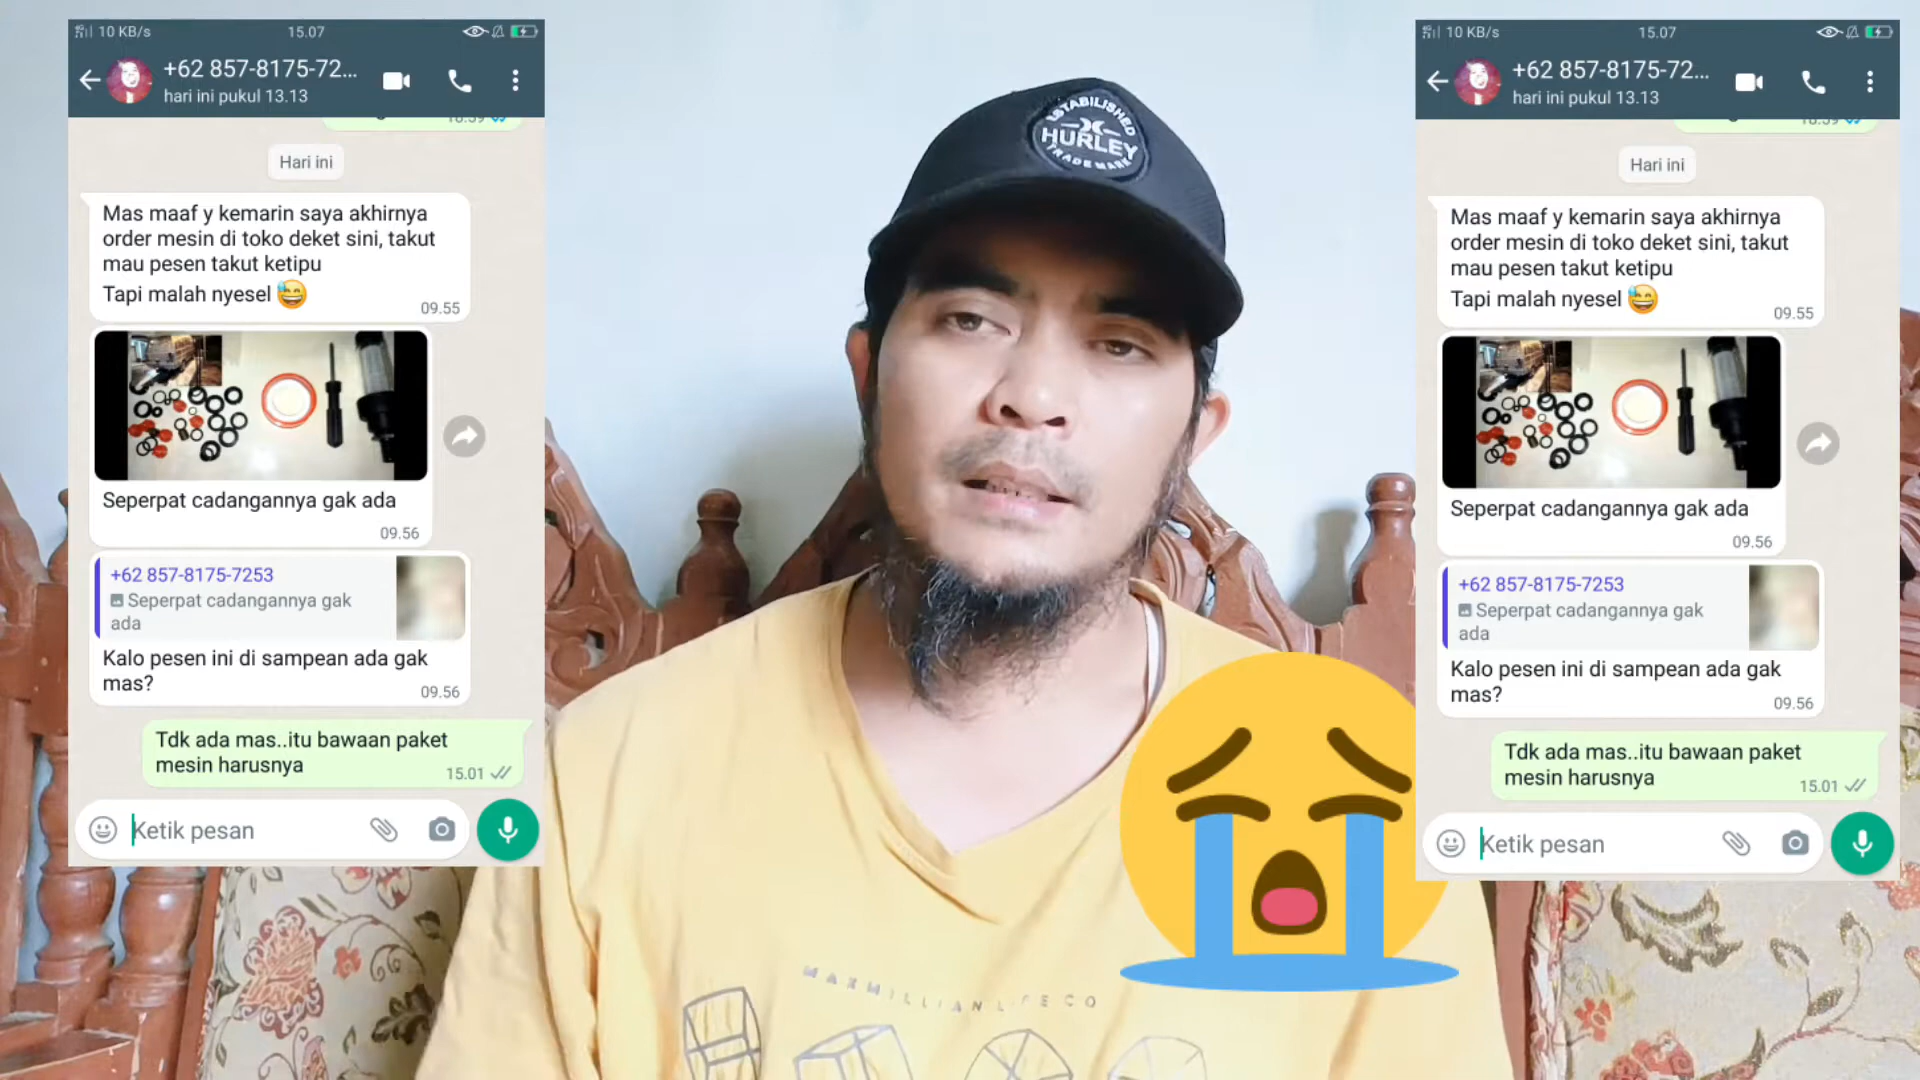 10 KB/s 15.07
+62 857-8175-72...
hari ini pukul 13.13
Hari ini
Mas maaf y kemarin saya akhirnya
order mesin di toko deket sini, takut
mau pesen takut ketipu
Tapi malah nyesel 😅
09.55
Seperpat cadangannya gak ada
09.56
+62 857-8175-7253
Seperpat cadangannya gak
ada
Kalo pesen ini di sampean ada gak
mas?
09.56
Tdk ada mas..itu bawaan paket
mesin harusnya
15.01
Ketik pesan
ESTABILISHED
HURLEY
TRADEMARK
MAXMILLIAN LIFE CO
10 KB/s 15.07
+62 857-8175-72...
hari ini pukul 13.13
Hari ini
Mas maaf y kemarin saya akhirnya
order mesin di toko deket sini, takut
mau pesen takut ketipu
Tapi malah nyesel 😅
09.55
Seperpat cadangannya gak ada
09.56
+62 857-8175-7253
Seperpat cadangannya gak
ada
Kalo pesen ini di sampean ada gak
mas?
09.56
Tdk ada mas..itu bawaan paket
mesin harusnya
15.01
Ketik pesan